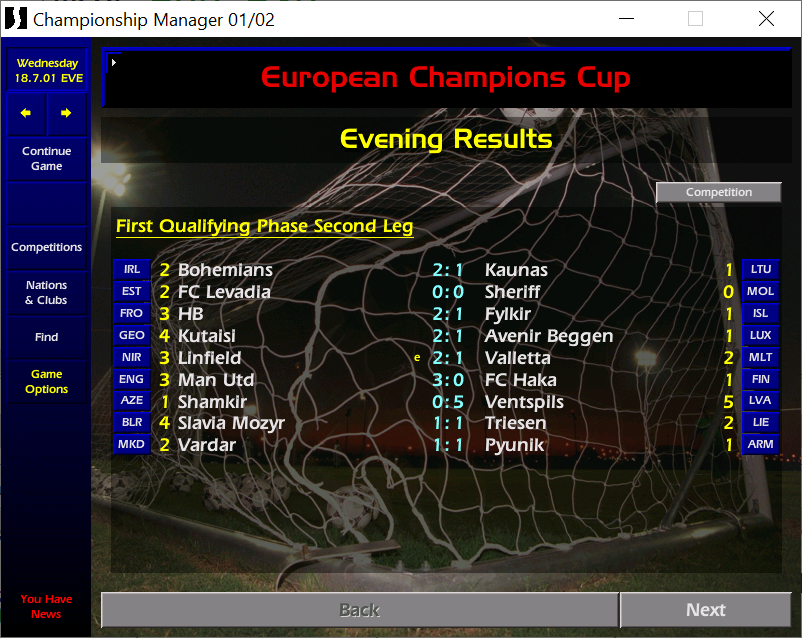 Championship Manager 01/02
Wednesday
18.7.01 EVE
European Champions Cup
Evening Results
Continue
Game
Competition
Competitions
First Qualifying Phase Second Leg
IRL 2 Bohemians 2:1 Kaunas 1 LTU
EST 2 FC Levadia 0:0 Sheriff 0 MOL
FRO 3 HB 2:1 Fylkir 1 ISL
GEO 4 Kutaisi 2:1 Avenir Beggen 1 LUX
NIR 3 Linfield e 2:1 Valletta 2 MLT
ENG 3 Man Utd 3:0 FC Haka 1 FIN
AZE 1 Shamkir 0:5 Ventspils 5 LVA
BLR 4 Slavia Mozyr 1:1 Triesen 2 LIE
MKD 2 Vardar 1:1 Pyunik 1 ARM
Nations
& Clubs
Find
Game
Options
You Have
News
Back
Next